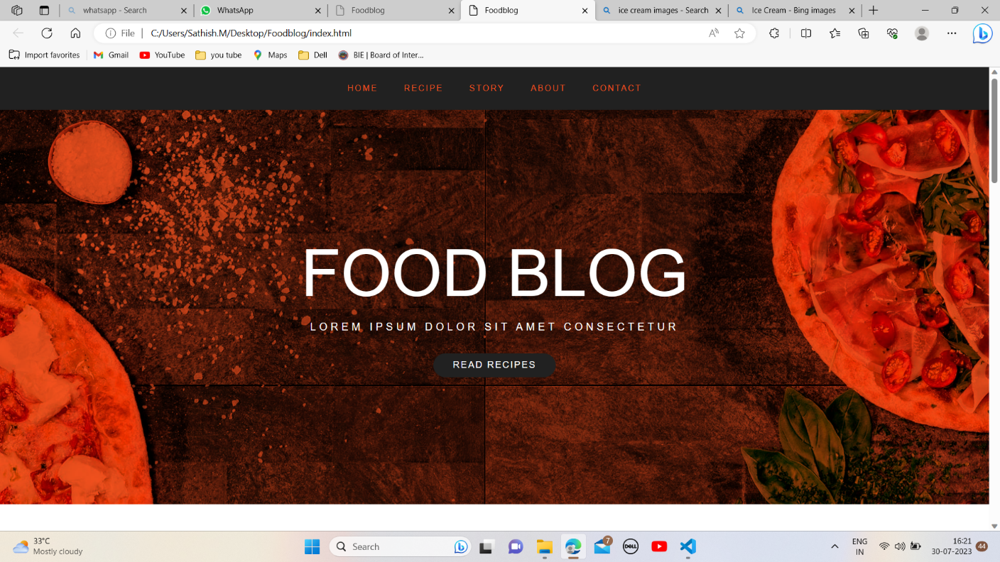 whatsapp - Search
WhatsApp
Foodblog
Foodblog
ice cream images - Search
Ice Cream - Bing images
File
C:/Users/Sathish.M/Desktop/Foodblog/index.html
Import favorites
Gmail
YouTube
you tube
Maps
Dell
BIE | Board of Inter...
HOME RECIPE STORY ABOUT CONTACT
FOOD BLOG
LOREM IPSUM DOLOR SIT AMET CONSECTETUR
READ RECIPES
33°C
Mostly cloudy
Search
7
DELL
ENG
IN
16:21
30-07-2023
44